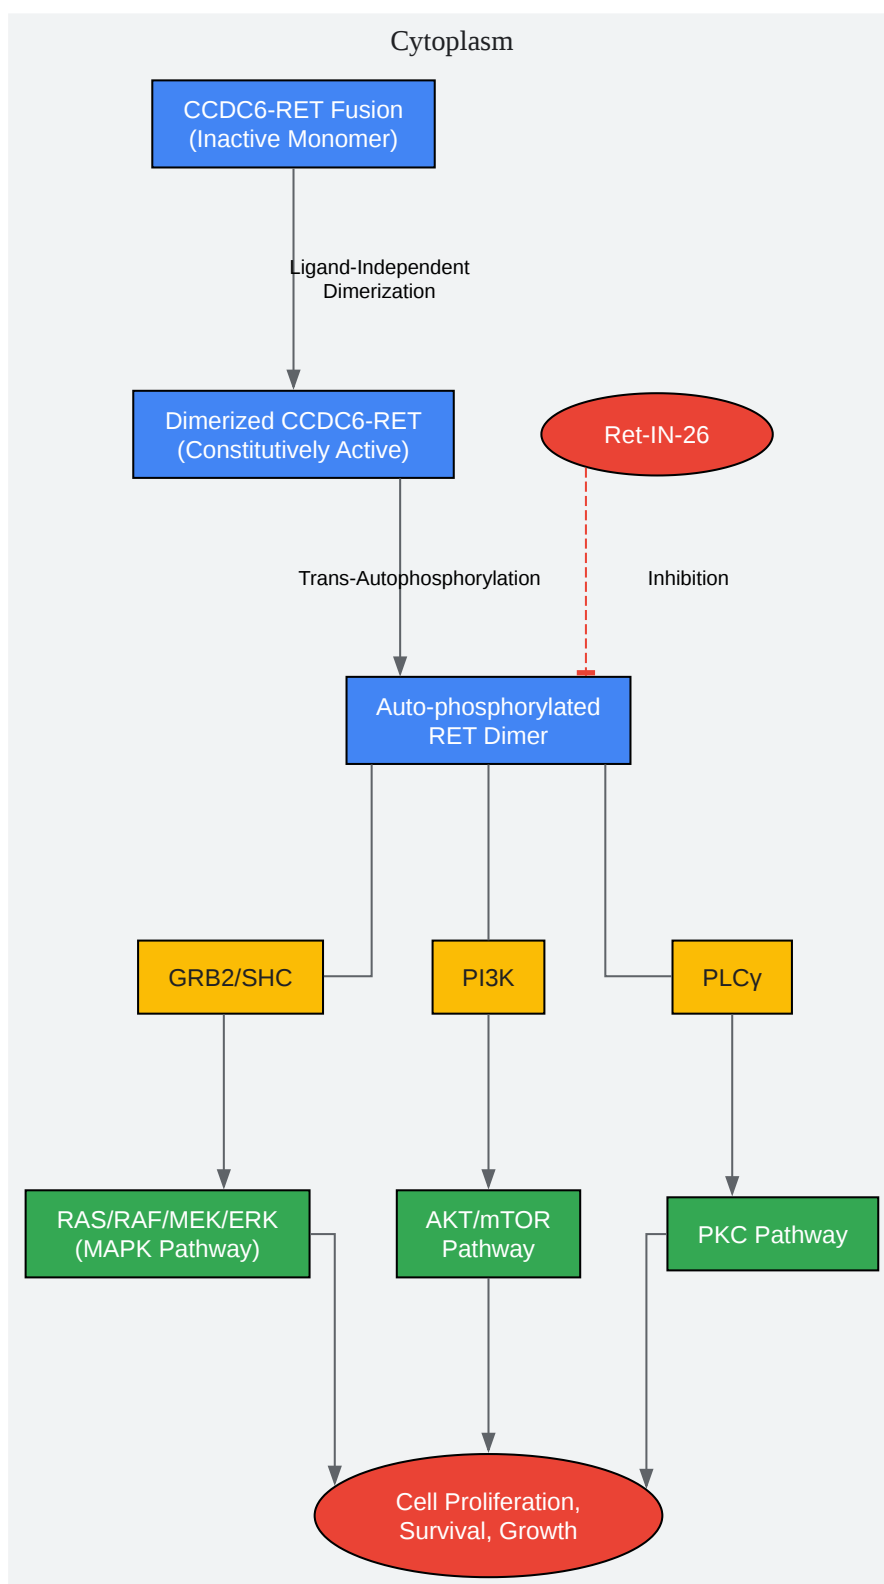 Cytoplasm
CCDC6-RET Fusion
(Inactive Monomer)
Ligand-Independent
Dimerization
Dimerized CCDC6-RET
(Constitutively Active)
Ret-IN-26
Trans-Autophosphorylation
Inhibition
Auto-phosphorylated
RET Dimer
GRB2/SHC
PI3K
PLCγ
RAS/RAF/MEK/ERK
(MAPK Pathway)
AKT/mTOR
Pathway
PKC Pathway
Cell Proliferation,
Survival, Growth